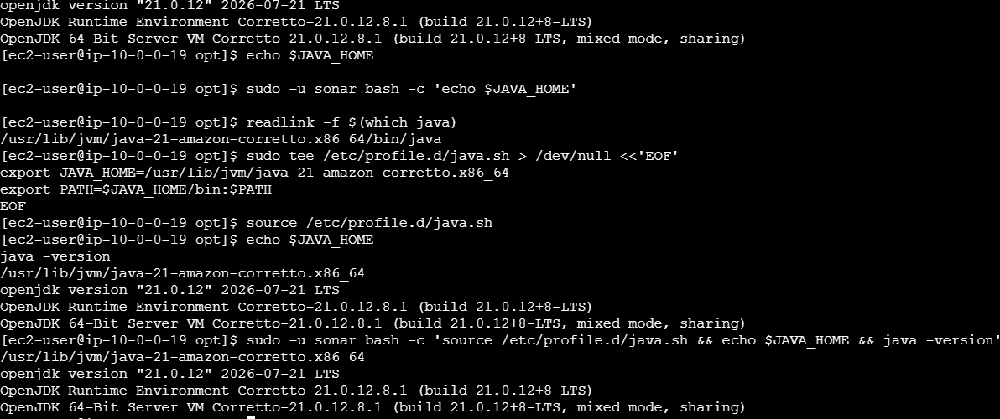 openjdk version "21.0.12" 2026-07-21 LTS
OpenJDK Runtime Environment Corretto-21.0.12.8.1 (build 21.0.12+8-LTS)
OpenJDK 64-Bit Server VM Corretto-21.0.12.8.1 (build 21.0.12+8-LTS, mixed mode, sharing)
[ec2-user@ip-10-0-0-19 opt]$ echo $JAVA_HOME
[ec2-user@ip-10-0-0-19 opt]$ sudo -u sonar bash -c 'echo $JAVA_HOME'
[ec2-user@ip-10-0-0-19 opt]$ readlink -f $(which java)
/usr/lib/jvm/java-21-amazon-corretto.x86_64/bin/java
[ec2-user@ip-10-0-0-19 opt]$ sudo tee /etc/profile.d/java.sh > /dev/null <<'EOF'
export JAVA_HOME=/usr/lib/jvm/java-21-amazon-corretto.x86_64
export PATH=$JAVA_HOME/bin:$PATH
EOF
[ec2-user@ip-10-0-0-19 opt]$ source /etc/profile.d/java.sh
[ec2-user@ip-10-0-0-19 opt]$ echo $JAVA_HOME
java -version
/usr/lib/jvm/java-21-amazon-corretto.x86_64
openjdk version "21.0.12" 2026-07-21 LTS
OpenJDK Runtime Environment Corretto-21.0.12.8.1 (build 21.0.12+8-LTS)
OpenJDK 64-Bit Server VM Corretto-21.0.12.8.1 (build 21.0.12+8-LTS, mixed mode, sharing)
[ec2-user@ip-10-0-0-19 opt]$ sudo -u sonar bash -c 'source /etc/profile.d/java.sh && echo $JAVA_HOME && java -version'
/usr/lib/jvm/java-21-amazon-corretto.x86_64
openjdk version "21.0.12" 2026-07-21 LTS
OpenJDK Runtime Environment Corretto-21.0.12.8.1 (build 21.0.12+8-LTS)
OpenJDK 64-Bit Server VM Corretto-21.0.12.8.1 (build 21.0.12+8-LTS, mixed mode, sharing)